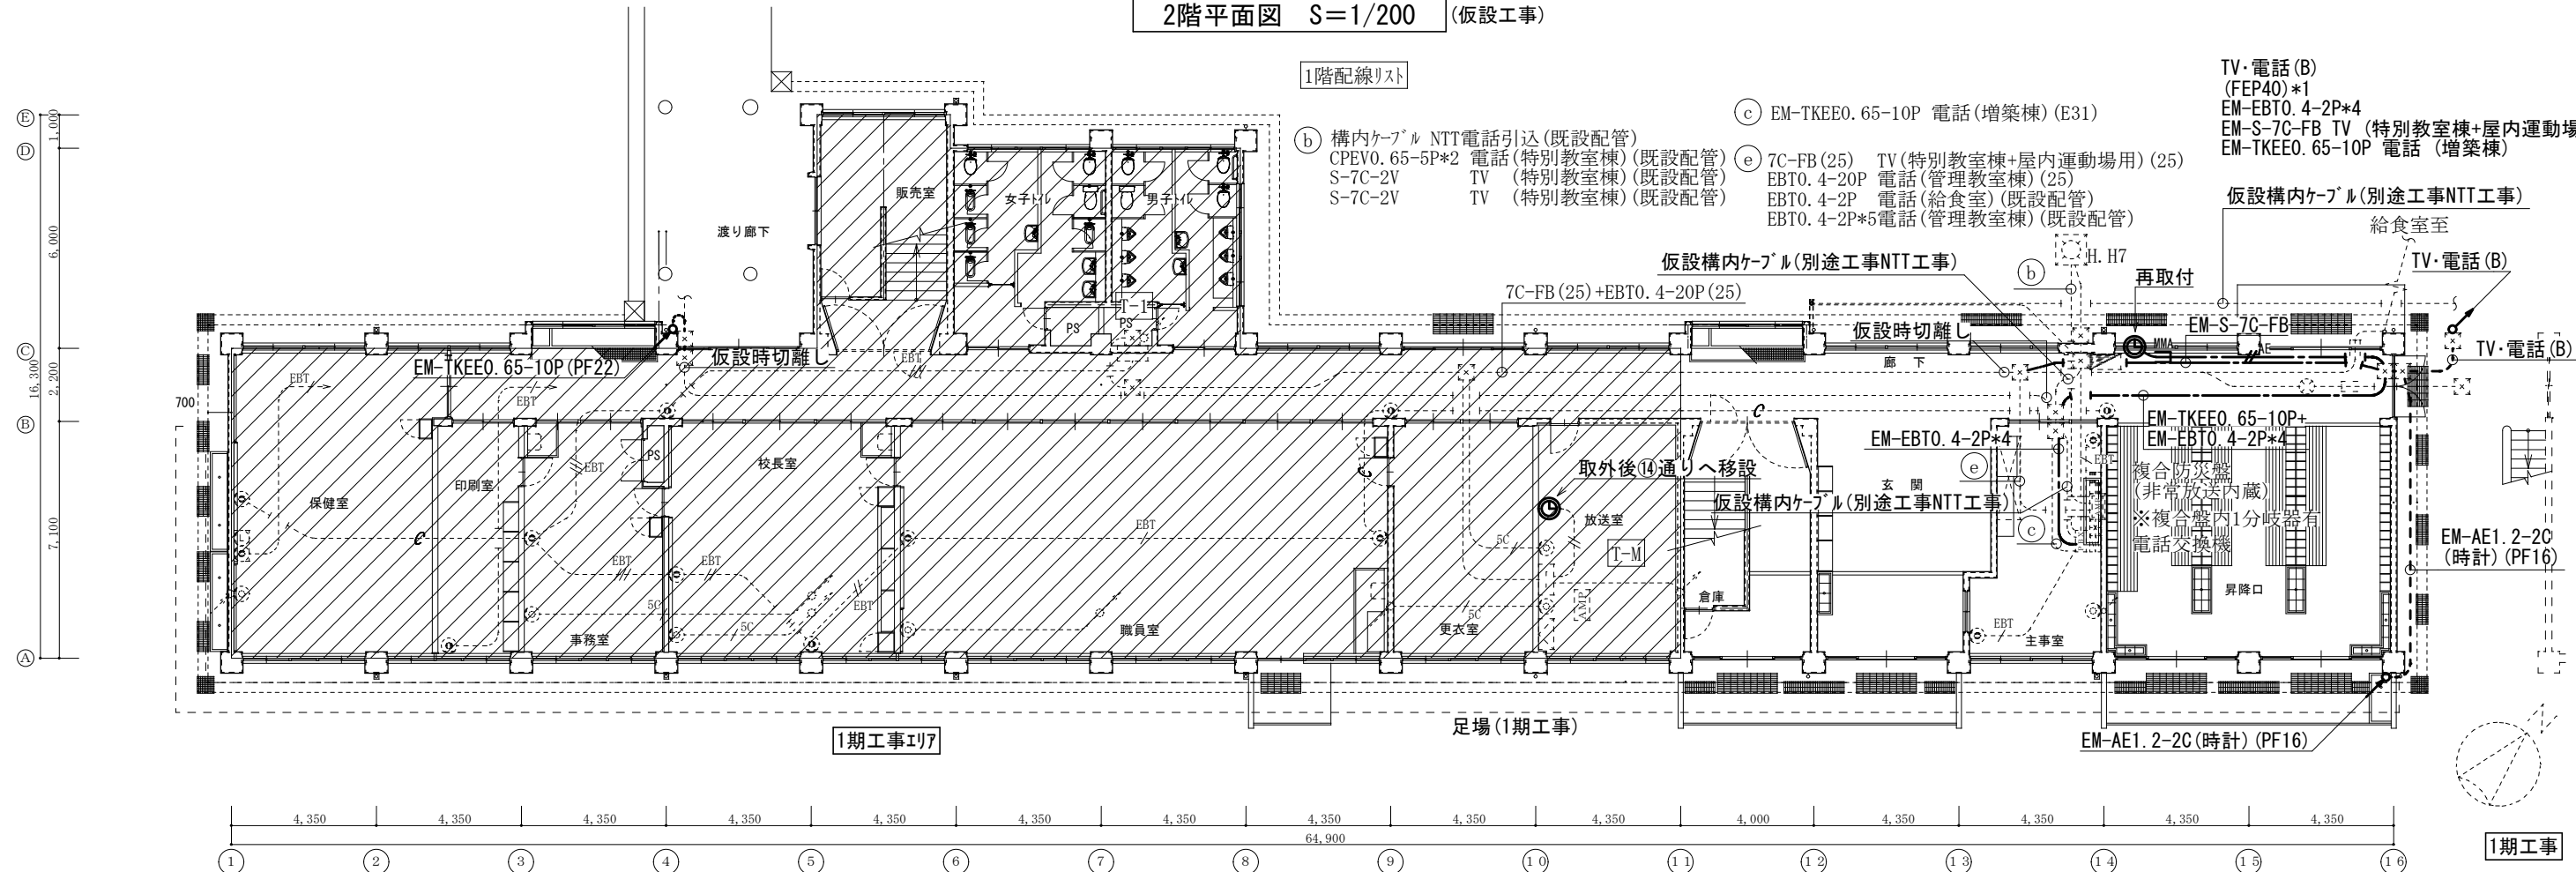 2階平面図 S=1/200 (仮設工事)
1階配線リスト
TV・電話(B)
(FEP40)*1
EM-EBT0.4-2P*4
EM-S-7C-FB TV (特別教室棟+屋内運動場
EM-TKEE0.65-10P 電話 (増築棟)
c EM-TKEE0.65-10P 電話(増築棟)(E31)
b 構内ケーブル NTT電話引込(既設配管)
CPEV0.65-5P*2 電話(特別教室棟)(既設配管)
S-7C-2V TV (特別教室棟)(既設配管)
S-7C-2V TV (特別教室棟)(既設配管)
e 7C-FB(25) TV(特別教室棟+屋内運動場用)(25)
EBT0.4-20P 電話(管理教室棟)(25)
EBT0.4-2P 電話(給食室)(既設配管)
EBT0.4-2P*5電話(管理教室棟)(既設配管)
仮設構内ケーブル(別途工事NTT工事)
給食室至
TV・電話(B)
H.H7
b
再取付
仮設構内ケーブル(別途工事NTT工事)
7C-FB(25)+EBT0.4-20P(25)
仮設時切離し
EM-S-7C-FB
MMA
AE
TV・電話(B)
廊 下
E
D
C
B
A
1,000
6,000
2,200
7,100
16,300
700
渡り廊下
販売室
女子トイレ
男子トイレ
T-1
PS
PS
EBT
仮設時切離し
EM-TKEE0.65-10P(PF22)
EBT
EBT
EBT
PS
校長室
印刷室
保健室
EBT
EBT
EBT
5C
5C
事務室
EBT
職員室
5C
5C
更衣室
取外後⑭通りへ移設
放送室
T-M
AMP
倉庫
仮設構内ケーブル(別途工事NTT工事)
玄 関
EM-EBT0.4-2P*4
e
c
EM-TKEE0.65-10P+
EM-EBT0.4-2P*4
EBT
複合防災盤
(非常放送内蔵)
※複合盤内1分岐器有
電話交換機
EBT
主事室
昇降口
EM-AE1.2-2C
(時計)(PF16)
EM-AE1.2-2C(時計)(PF16)
足場(1期工事)
1期工事エリア
4,350 4,350 4,350 4,350 4,350 4,350 4,350 4,350 4,350 4,350 4,000 4,350 4,350 4,350 4,350
64,900
1 2 3 4 5 6 7 8 9 10 11 12 13 14 15 16
1期工事